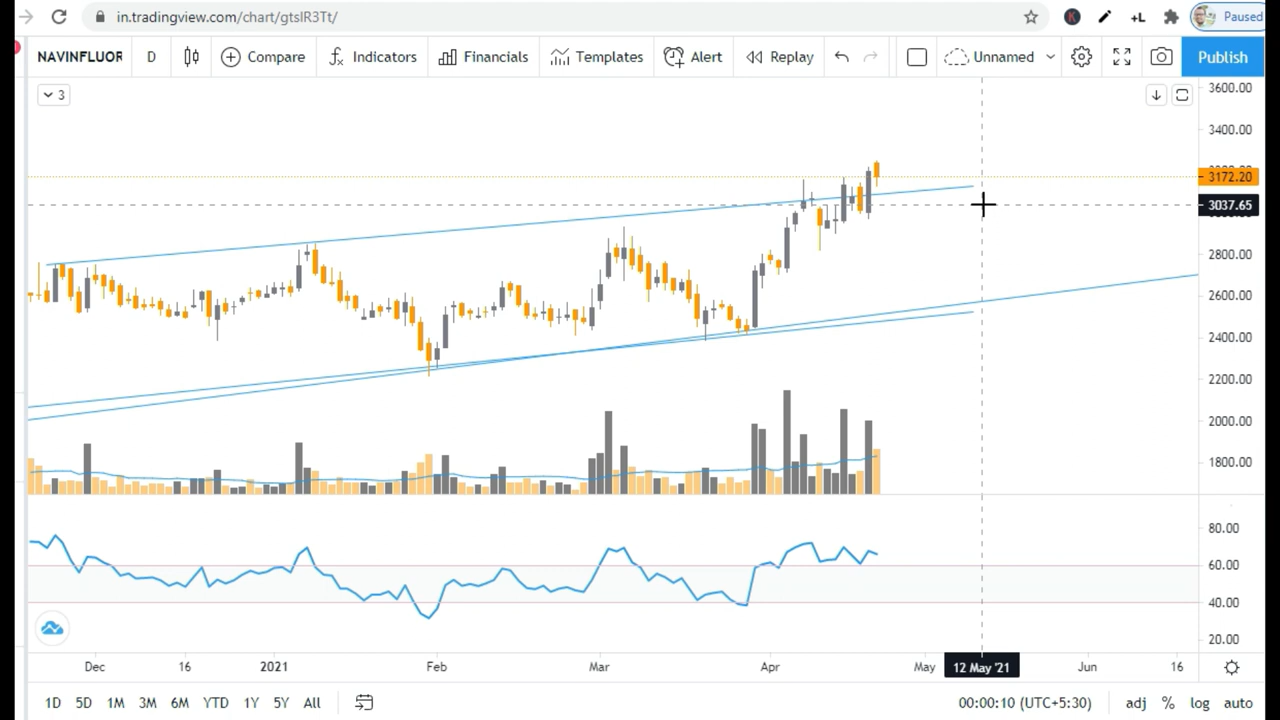 in.tradingview.com/chart/gtsIR3Tt/
K
+L
Paused
NAVINFLUOR
D
Compare
Indicators
Financials
Templates
Alert
Replay
Unnamed
Publish
3
3600.00
3400.00
3172.20
3037.65
2800.00
2600.00
2400.00
2200.00
2000.00
1800.00
80.00
60.00
40.00
20.00
Dec
16
2021
Feb
Mar
Apr
May
12 May '21
Jun
16
1D
5D
1M
3M
6M
YTD
1Y
5Y
All
00:00:10 (UTC+5:30)
adj
%
log
auto